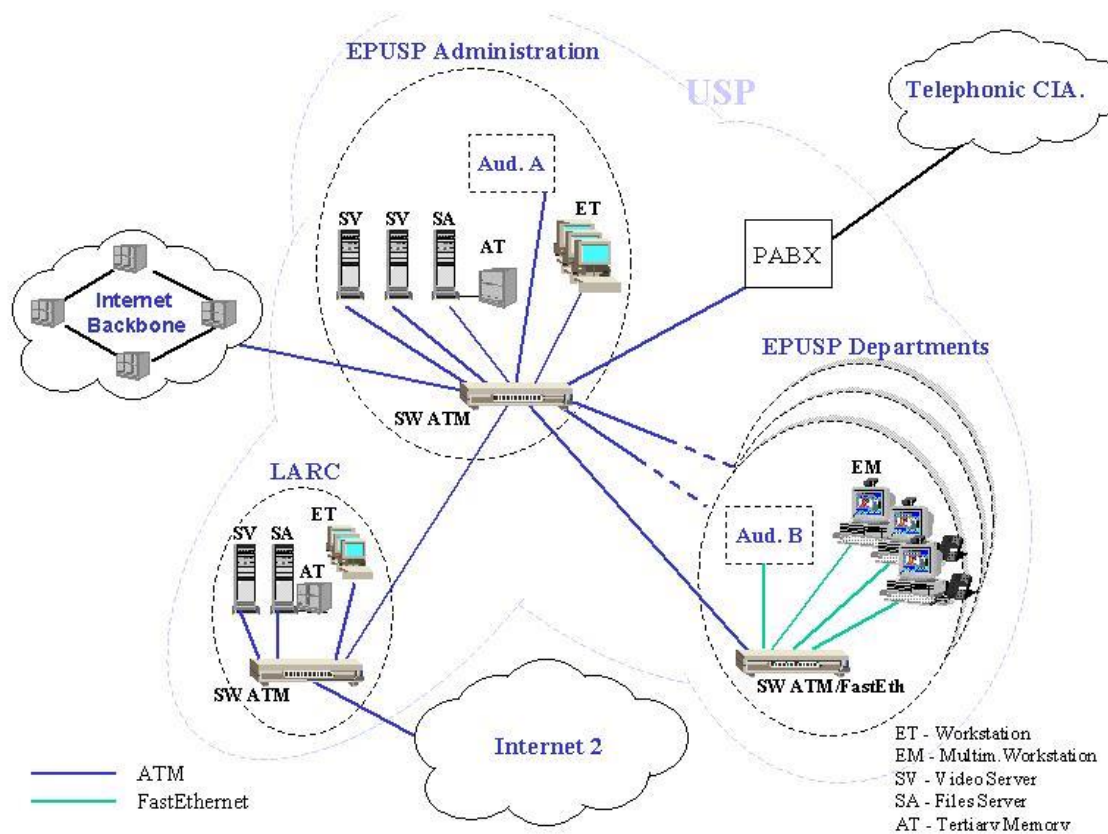 EPUSP Administration
USP
Telephonic CIA.
Aud. A
ET
SV
SV
SA
AT
PABX
Internet
Backbone
EPUSP Departments
SW ATM
EM
LARC
ET
SV
SA
Aud. B
AT
SW ATM/FastEth
SW ATM
Internet 2
ATM
FastEthernet
ET - Workstation
EM - Multim. Workstation
SV - Video Server
SA - Files Server
AT - Tertiary Memory